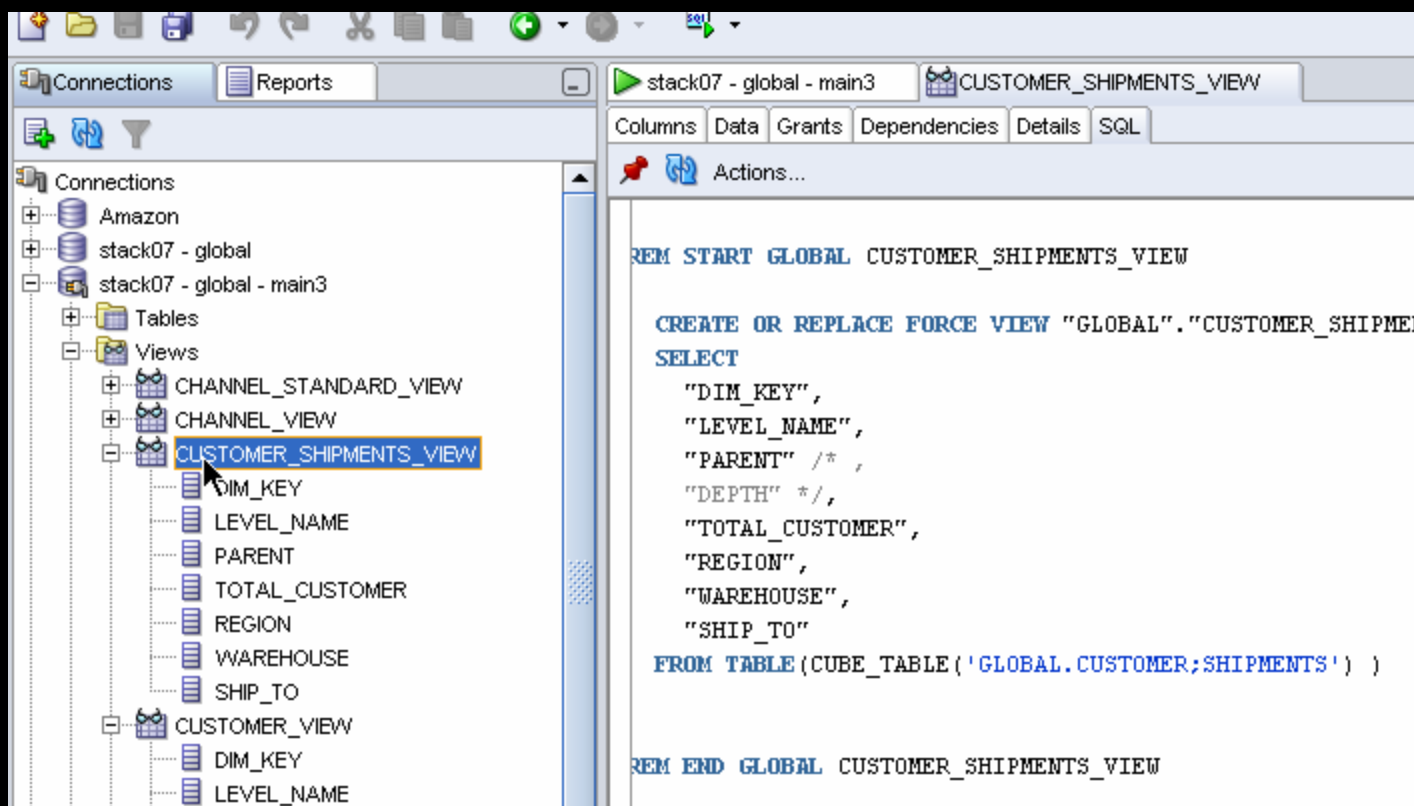 Connections
Reports
Connections
Amazon
stack07 - global
stack07 - global - main3
Tables
Views
CHANNEL_STANDARD_VIEW
CHANNEL_VIEW
CUSTOMER_SHIPMENTS_VIEW
DIM_KEY
LEVEL_NAME
PARENT
TOTAL_CUSTOMER
REGION
WAREHOUSE
SHIP_TO
CUSTOMER_VIEW
DIM_KEY
LEVEL_NAME
SQL
stack07 - global - main3
CUSTOMER_SHIPMENTS_VIEW
Columns Data Grants Dependencies Details SQL
Actions...
REM START GLOBAL CUSTOMER_SHIPMENTS_VIEW
CREATE OR REPLACE FORCE VIEW "GLOBAL"."CUSTOMER_SHIPME
SELECT
"DIM_KEY",
"LEVEL_NAME",
"PARENT" /* ,
"DEPTH" */,
"TOTAL_CUSTOMER",
"REGION",
"WAREHOUSE",
"SHIP_TO"
FROM TABLE(CUBE_TABLE('GLOBAL.CUSTOMER;SHIPMENTS') )
REM END GLOBAL CUSTOMER_SHIPMENTS_VIEW